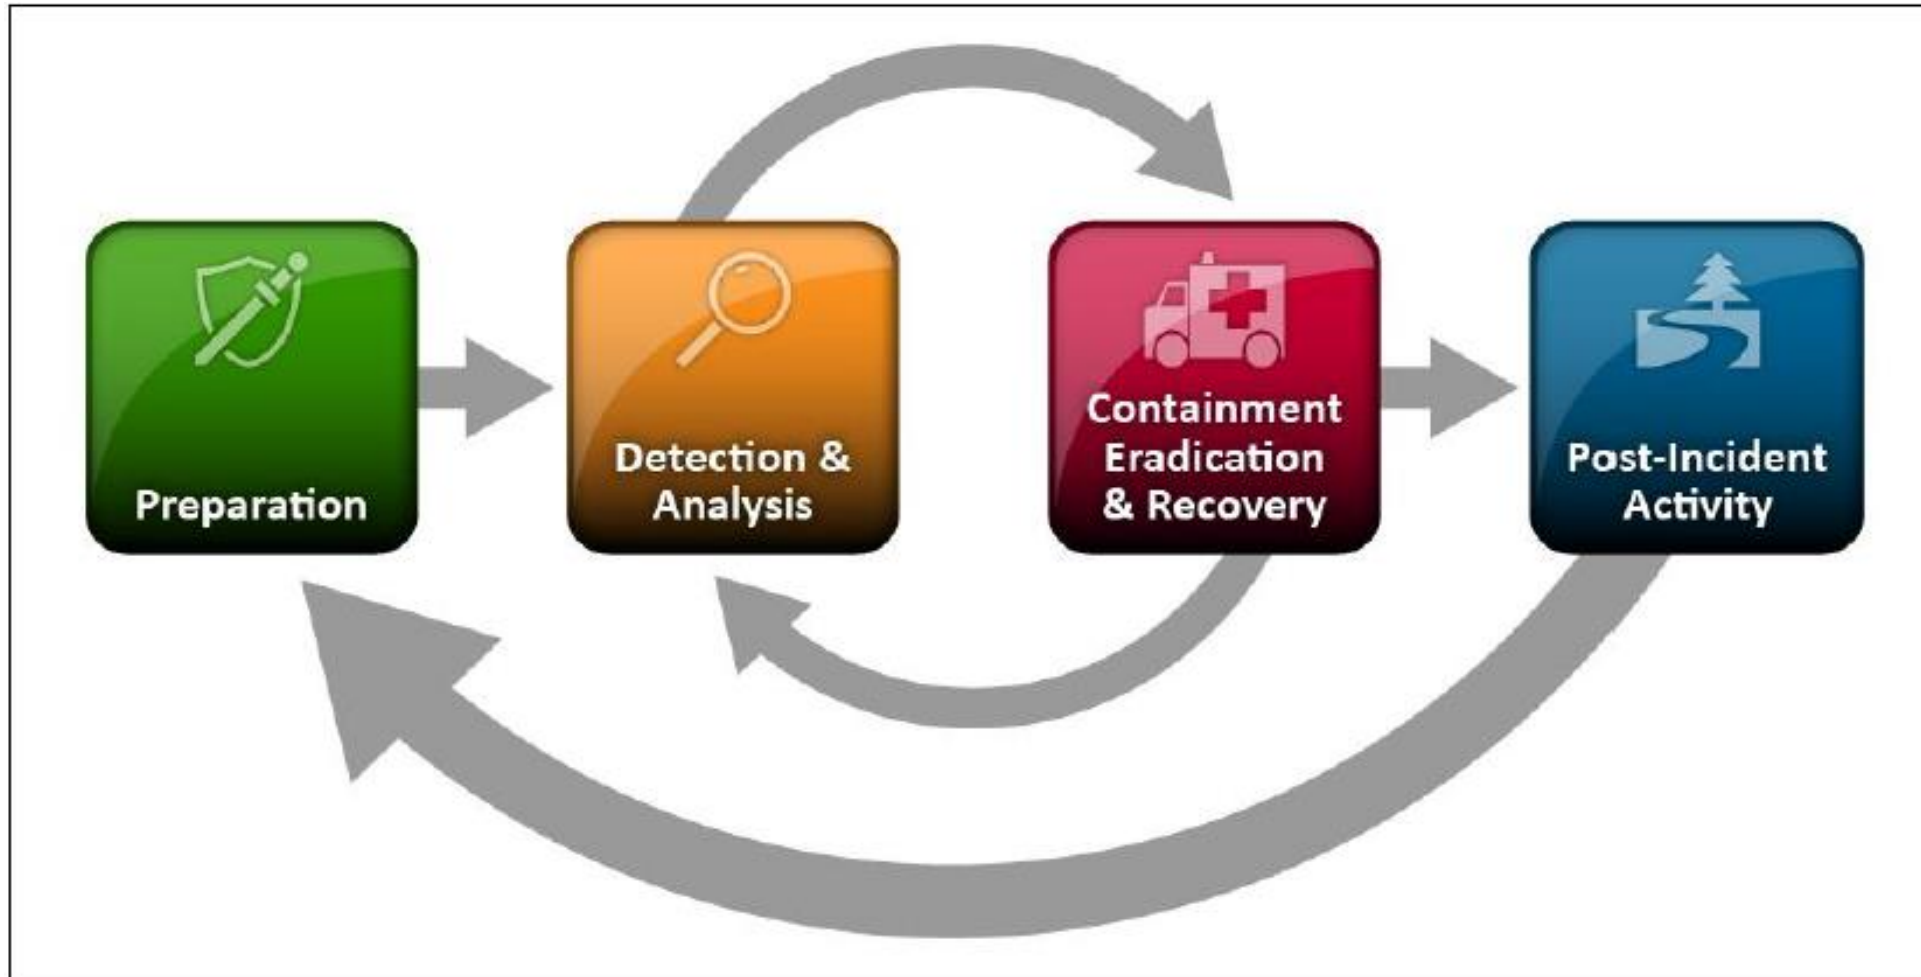 Preparation
Detection &
Analysis
Containment
Eradication
& Recovery
Post-Incident
Activity